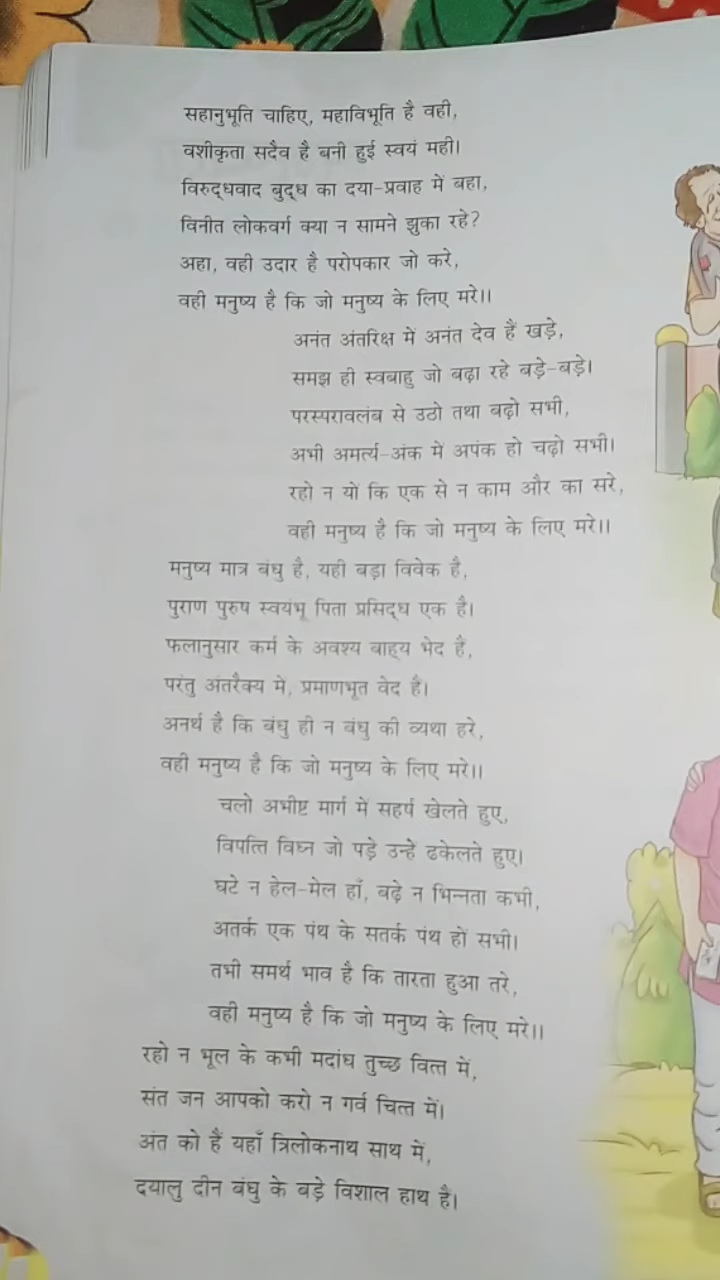 सहानुभूति चाहिए, महाविभूति है वही,
वशीकृता सदैव है बनी हुई स्वयं मही।
विरुद्धवाद बुद्ध का दया-प्रवाह में बहा,
विनीत लोकवर्ग क्या न सामने झुका रहे?
अहा, वही उदार है परोपकार जो करे,
वही मनुष्य है कि जो मनुष्य के लिए मरे।।
अनंत अंतरिक्ष में अनंत देव हैं खड़े,
समझ ही स्वबाहु जो बढ़ा रहे बड़े-बड़े।
परस्परावलंब से उठो तथा बढ़ो सभी,
अभी अमर्त्य-अंक में अपंक हो चढ़ो सभी।
रहो न यों कि एक से न काम और का सरे,
वही मनुष्य है कि जो मनुष्य के लिए मरे।।
मनुष्य मात्र बंधु है, यही बड़ा विवेक है,
पुराण पुरुष स्वयंभू पिता प्रसिद्ध एक है।
फलानुसार कर्म के अवश्य बाह्य भेद हैं,
परंतु अंतरैक्य में, प्रमाणभूत वेद हैं।
अनर्थ है कि बंधु ही न बंधु की व्यथा हरे,
वही मनुष्य है कि जो मनुष्य के लिए मरे।।
चलो अभीष्ट मार्ग में सहर्ष खेलते हुए,
विपत्ति विघ्न जो पड़े उन्हें ढकेलते हुए।
घटे न हेल-मेल हाँ, बढ़े न भिन्नता कभी,
अतर्क एक पंथ के सतर्क पंथ हों सभी।
तभी समर्थ भाव है कि तारता हुआ तरे,
वही मनुष्य है कि जो मनुष्य के लिए मरे।।
रहो न भूल के कभी मदांध तुच्छ वित्त में,
संत जन आपको करो न गर्व चित्त में।
अंत को हैं यहाँ त्रिलोकनाथ साथ में,
दयालु दीन बंधु के बड़े विशाल हाथ हैं।